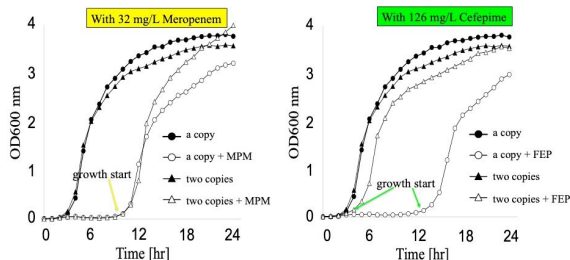 With 32 mg/L Meropenem
4
3
2
1
0
OD600 nm
a copy
a copy + MPM
two copies
two copies + MPM
growth start
0 6 12 18 24
Time [hr]
With 126 mg/L Cefepime
4
3
2
1
0
OD600 nm
a copy
a copy + FEP
two copies
two copies + FEP
growth start
0 6 12 18 24
Time [hr]